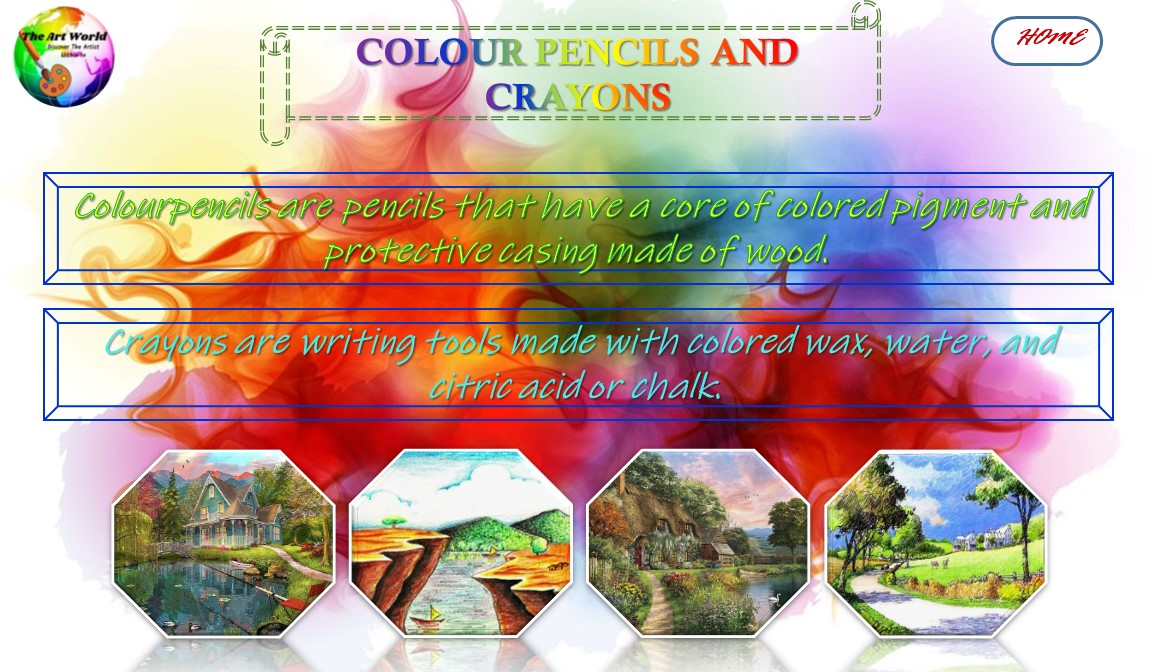 The Art World
Discover The Artist
HOME
COLOUR PENCILS AND
CRAYONS
Colourpencils are pencils that have a core of colored pigment and
protective casing made of wood.
Crayons are writing tools made with colored wax, water, and
citric acid or chalk.